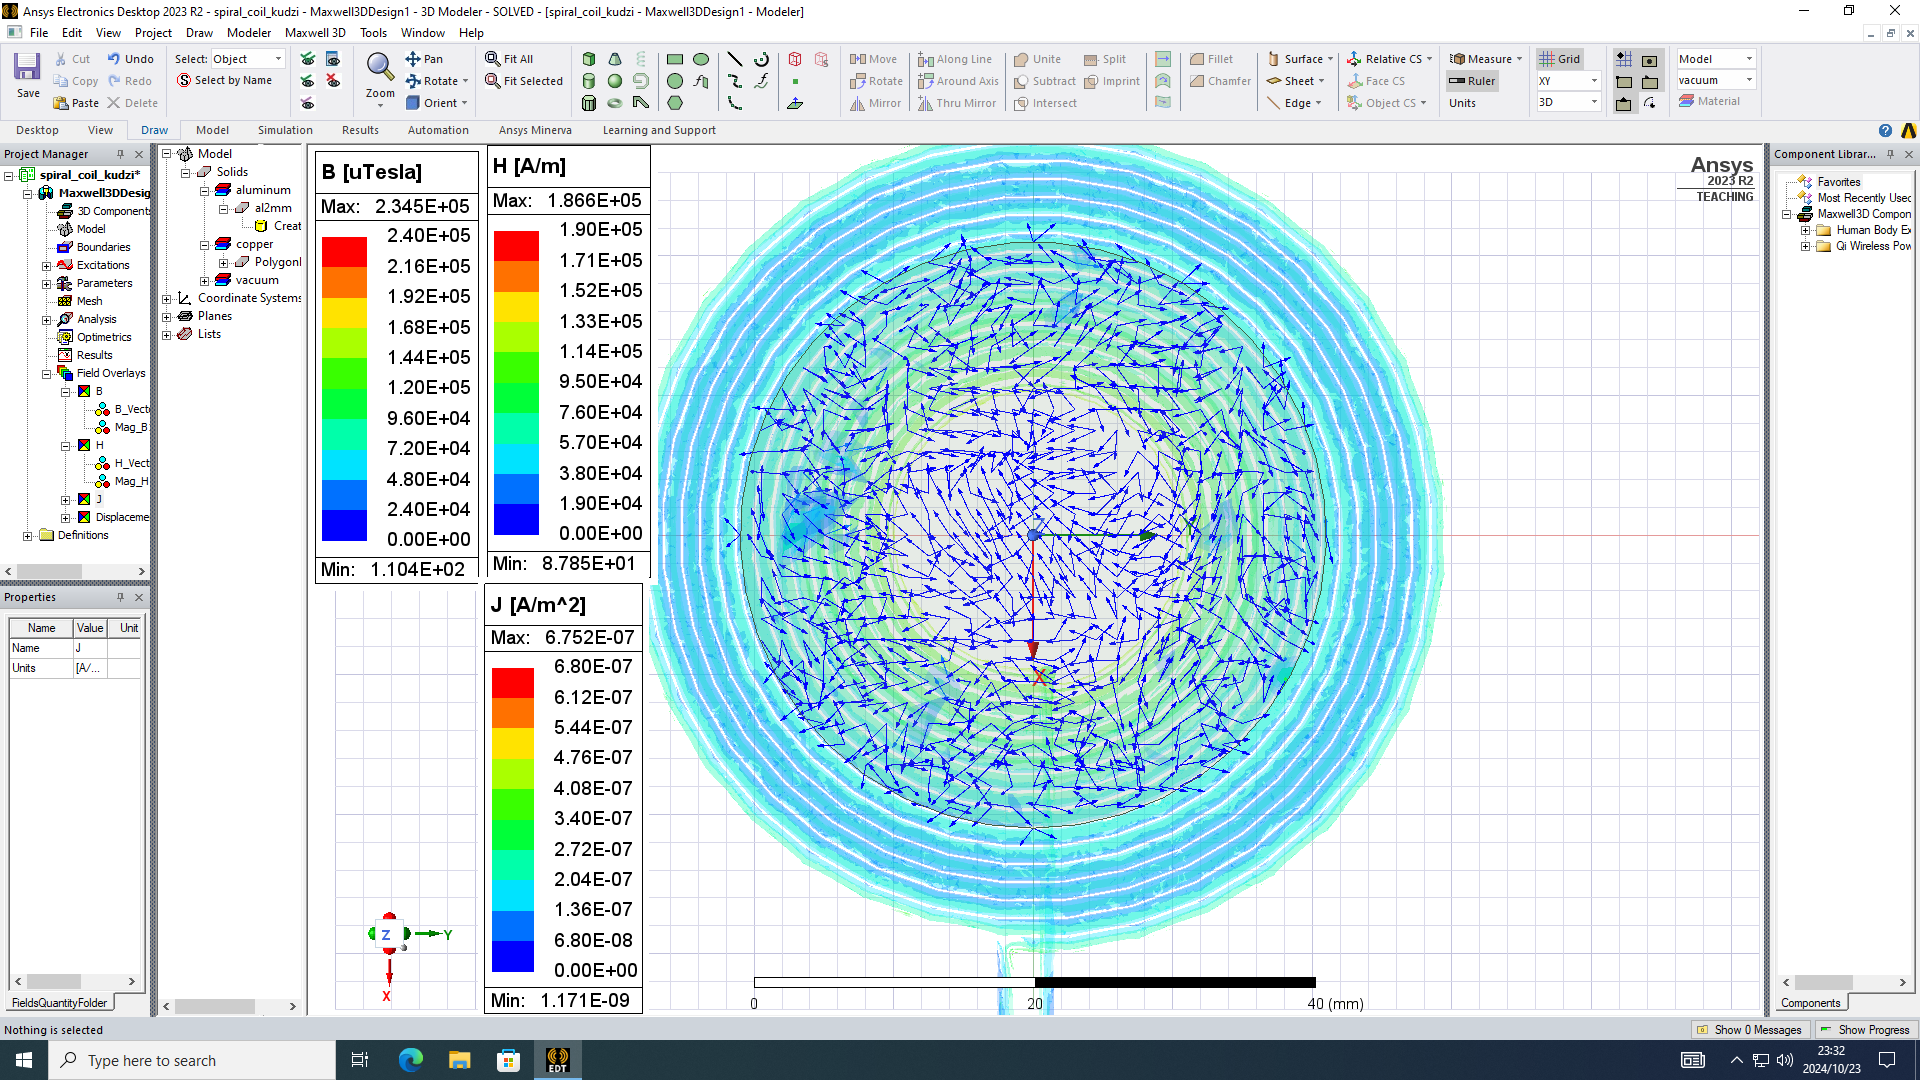 Ansys Electronics Desktop 2023 R2 - spiral_coil_kudzi - Maxwell3DDesign1 - 3D Modeler - SOLVED - [spiral_coil_kudzi - Maxwell3DDesign1 - Modeler]
File Edit View Project Draw Modeler Maxwell 3D Tools Window Help
Save
Cut Undo
Copy Redo
Paste Delete
Select: Object
Select by Name
Zoom
Pan
Rotate
Orient
Fit All
Fit Selected
Move Along Line Unite Split Fillet Surface Relative CS Measure Grid Model
Rotate Around Axis Subtract Imprint Chamfer Sheet Face CS Ruler XY vacuum
Mirror Thru Mirror Intersect Edge Object CS Units 3D Material
Desktop View Draw Model Simulation Results Automation Ansys Minerva Learning and Support
Project Manager
spiral_coil_kudzi*
Maxwell3DDesig
3D Component
Model
Boundaries
Excitations
Parameters
Mesh
Analysis
Optimetrics
Results
Field Overlays
B
B_Vect
Mag_B
H
H_Vect
Mag_H
J
Displaceme
Definitions
Properties
Name Value Unit
Name J
Units [A/...
FieldsQuantityFolder
Model
Solids
aluminum
al2mm
Creat
copper
Polygonl
vacuum
Coordinate Systems
Planes
Lists
B [uTesla]
Max: 2.345E+05
2.40E+05
2.16E+05
1.92E+05
1.68E+05
1.44E+05
1.20E+05
9.60E+04
7.20E+04
4.80E+04
2.40E+04
0.00E+00
Min: 1.104E+02
H [A/m]
Max: 1.866E+05
1.90E+05
1.71E+05
1.52E+05
1.33E+05
1.14E+05
9.50E+04
7.60E+04
5.70E+04
3.80E+04
1.90E+04
0.00E+00
Min: 8.785E+01
J [A/m^2]
Max: 6.752E-07
6.80E-07
6.12E-07
5.44E-07
4.76E-07
4.08E-07
3.40E-07
2.72E-07
2.04E-07
1.36E-07
6.80E-08
0.00E+00
Min: 1.171E-09
Z
Y
X
X
0 20 40 (mm)
Ansys
2023 R2
TEACHING
Component Librar...
Favorites
Most Recently Used
Maxwell3D Compon
Human Body Ex
Qi Wireless Pow
Components
Nothing is selected
Show 0 Messages
Show Progress
Type here to search
EDT
23:32
2024/10/23